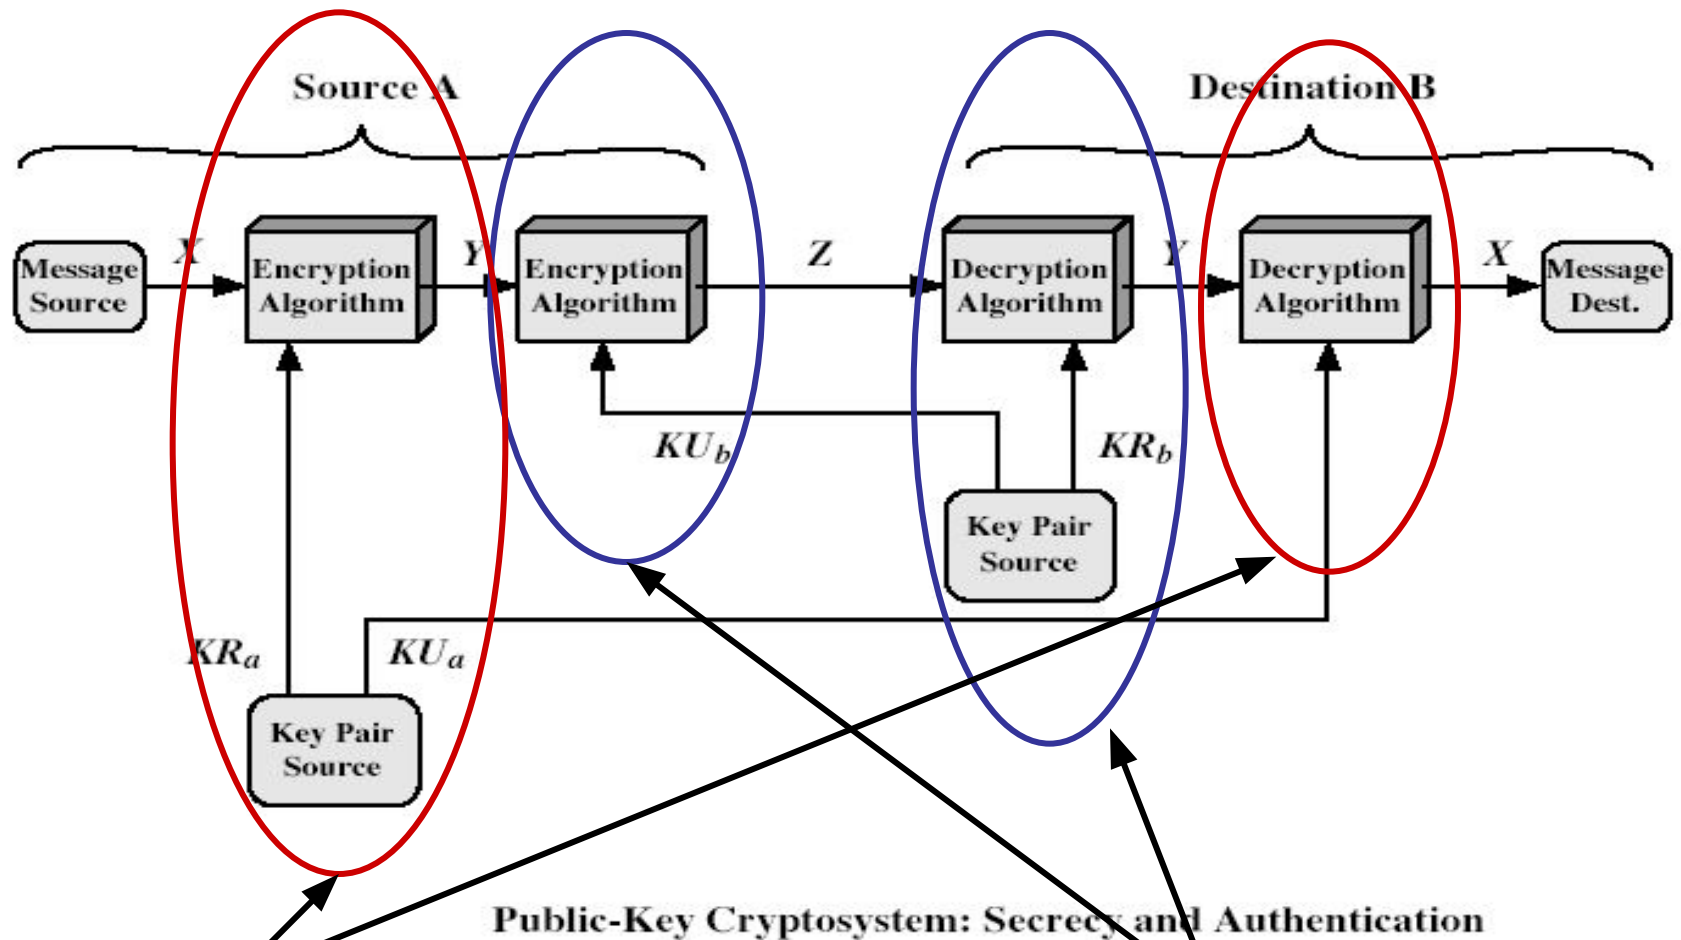 Source A
Destination B
Message
Source
X
Encryption
Algorithm
Y
Encryption
Algorithm
Z
Decryption
Algorithm
Y
Decryption
Algorithm
X
Message
Dest.
KUb
KRb
Key Pair
Source
KRa
KUa
Key Pair
Source
Public-Key Cryptosystem: Secrecy and Authentication